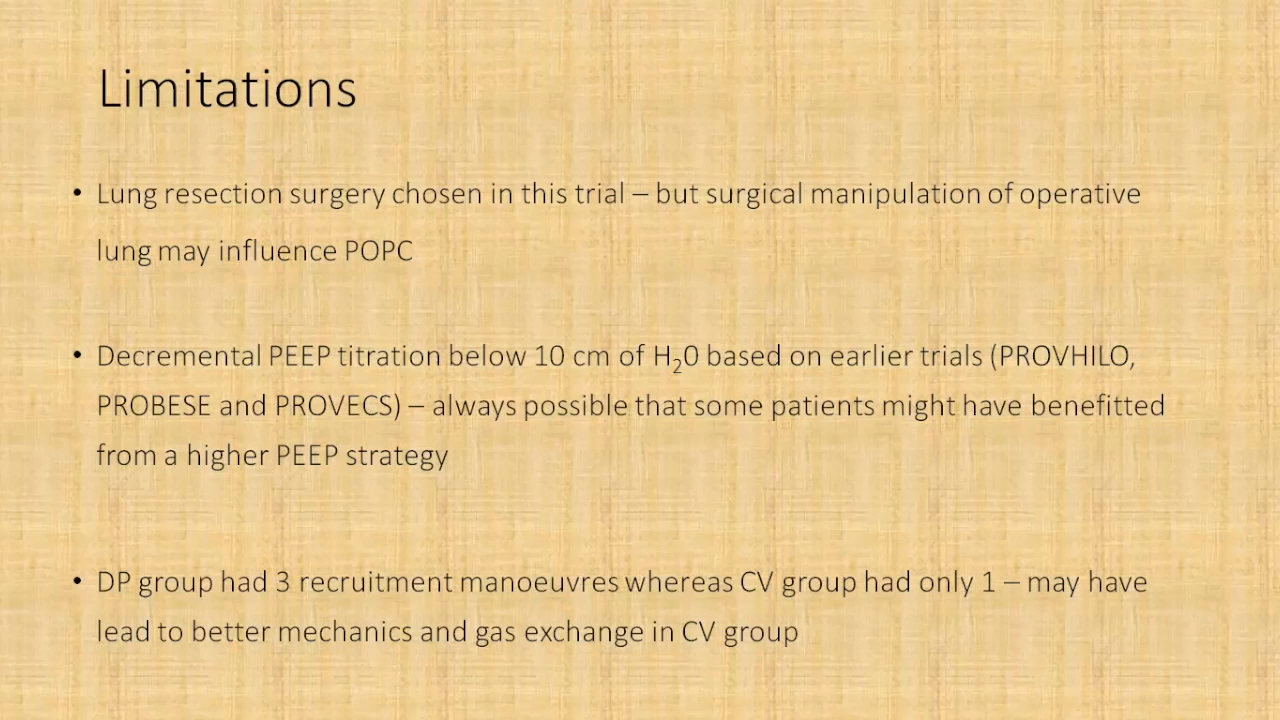 Limitations
• Lung resection surgery chosen in this trial – but surgical manipulation of operative
lung may influence POPC
• Decremental PEEP titration below 10 cm of H₂0 based on earlier trials (PROVHILO,
PROBESE and PROVECS) – always possible that some patients might have benefitted
from a higher PEEP strategy
• DP group had 3 recruitment manoeuvres whereas CV group had only 1 – may have
lead to better mechanics and gas exchange in CV group